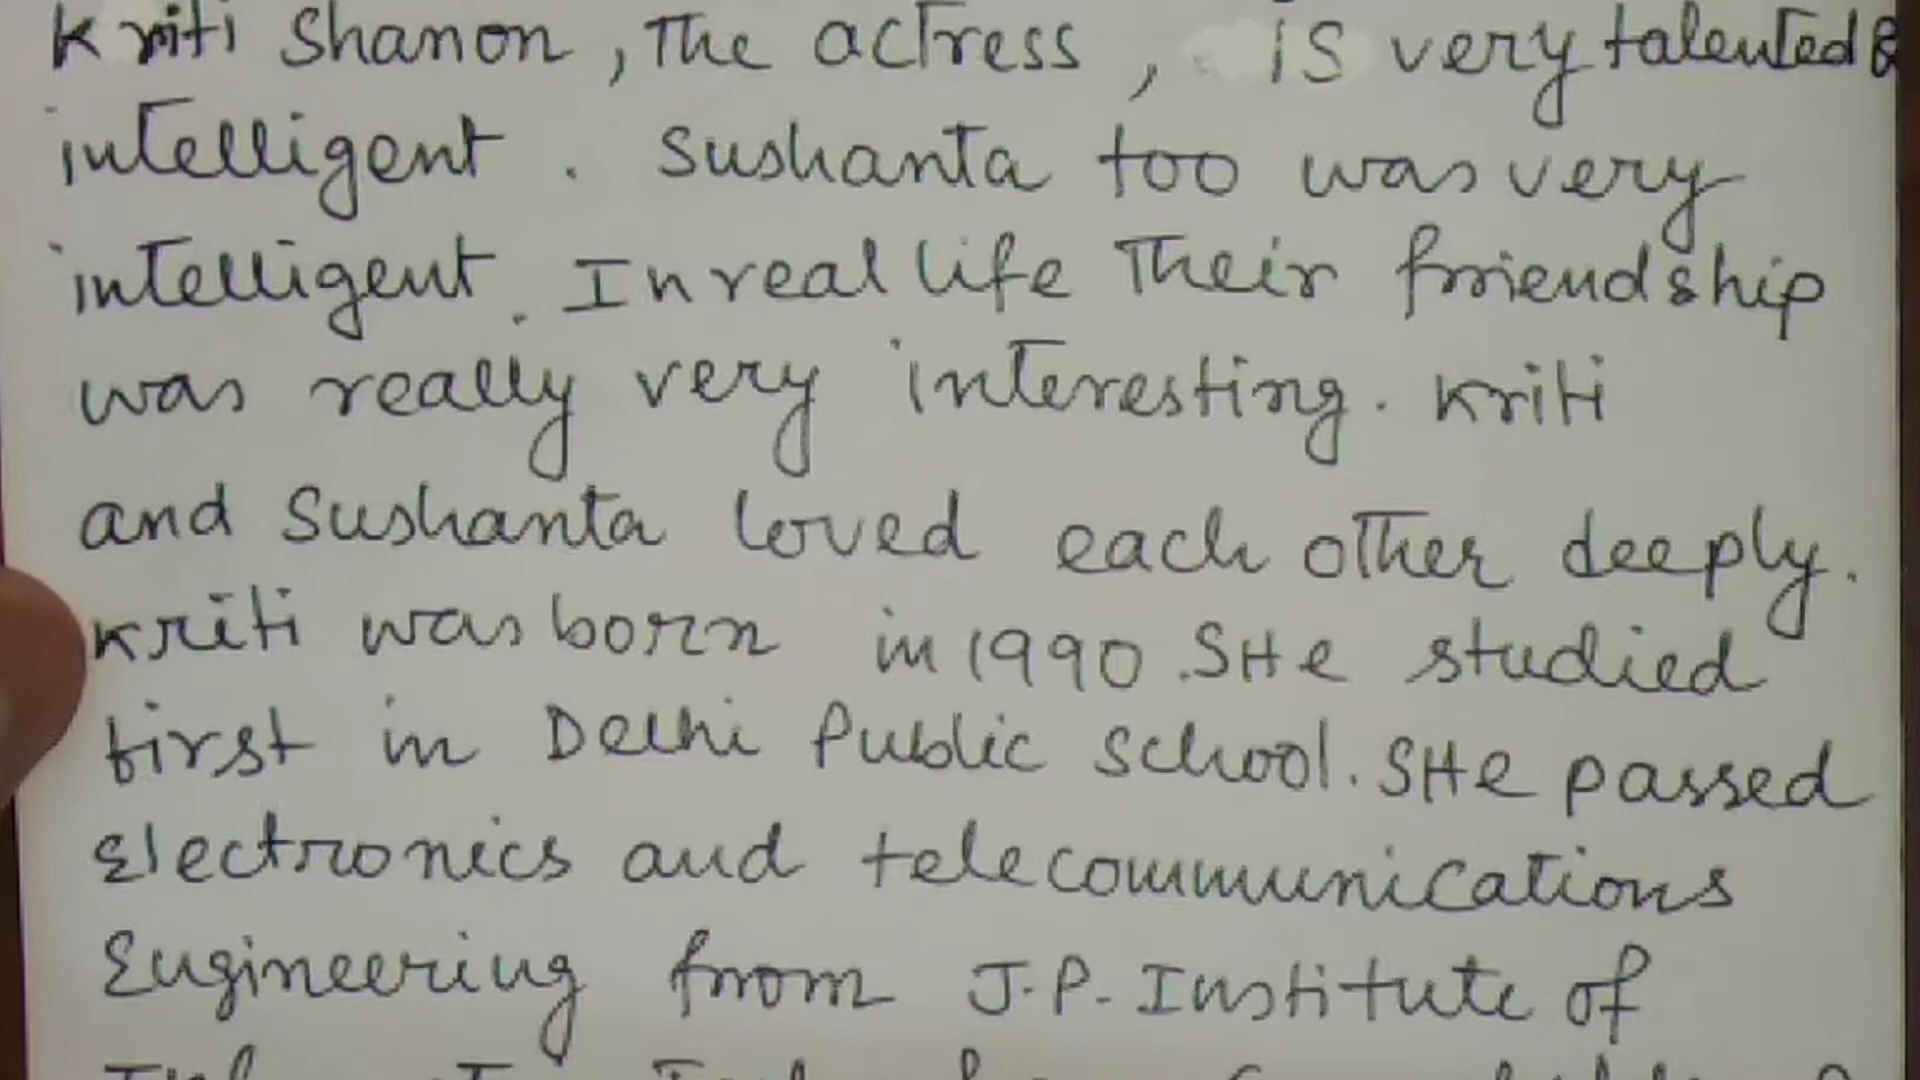 Kriti Shanon, The actress, is very talented &
intelligent. Sushanta too was very
intelligent. In real life Their friendship
was really very interesting. Kriti
and Sushanta loved each other deeply.
Kriti was born in 1990. SHe studied
first in Delhi Public School. SHe passed
Electronics and telecommunications
Engineering from J.P. Institute of